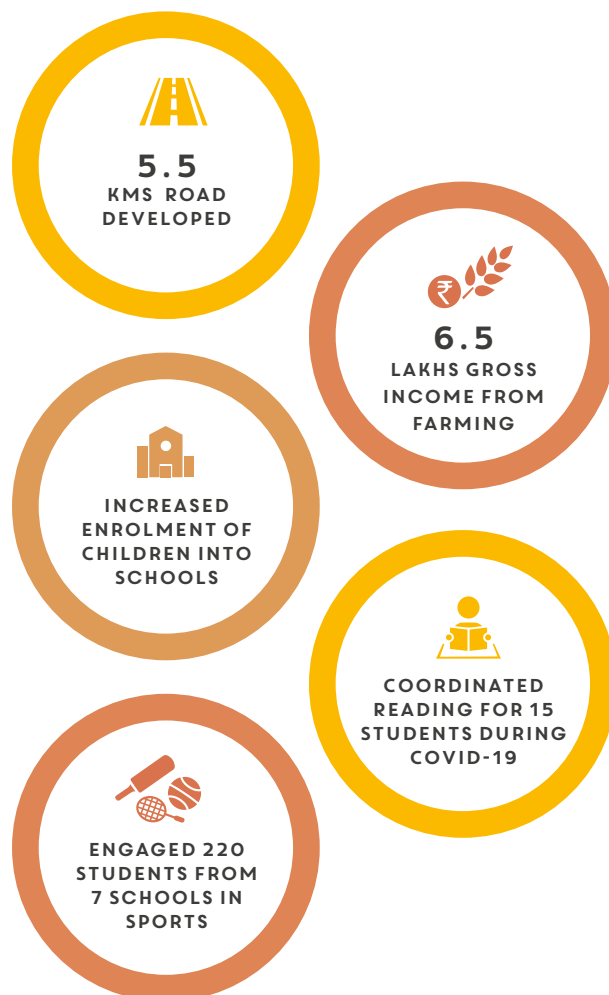 5.5
KMS ROAD
DEVELOPED
₹
6.5
LAKHS GROSS
INCOME FROM
FARMING
INCREASED
ENROLMENT OF
CHILDREN INTO
SCHOOLS
COORDINATED
READING FOR 15
STUDENTS DURING
COVID-19
ENGAGED 220
STUDENTS FROM
7 SCHOOLS IN
SPORTS